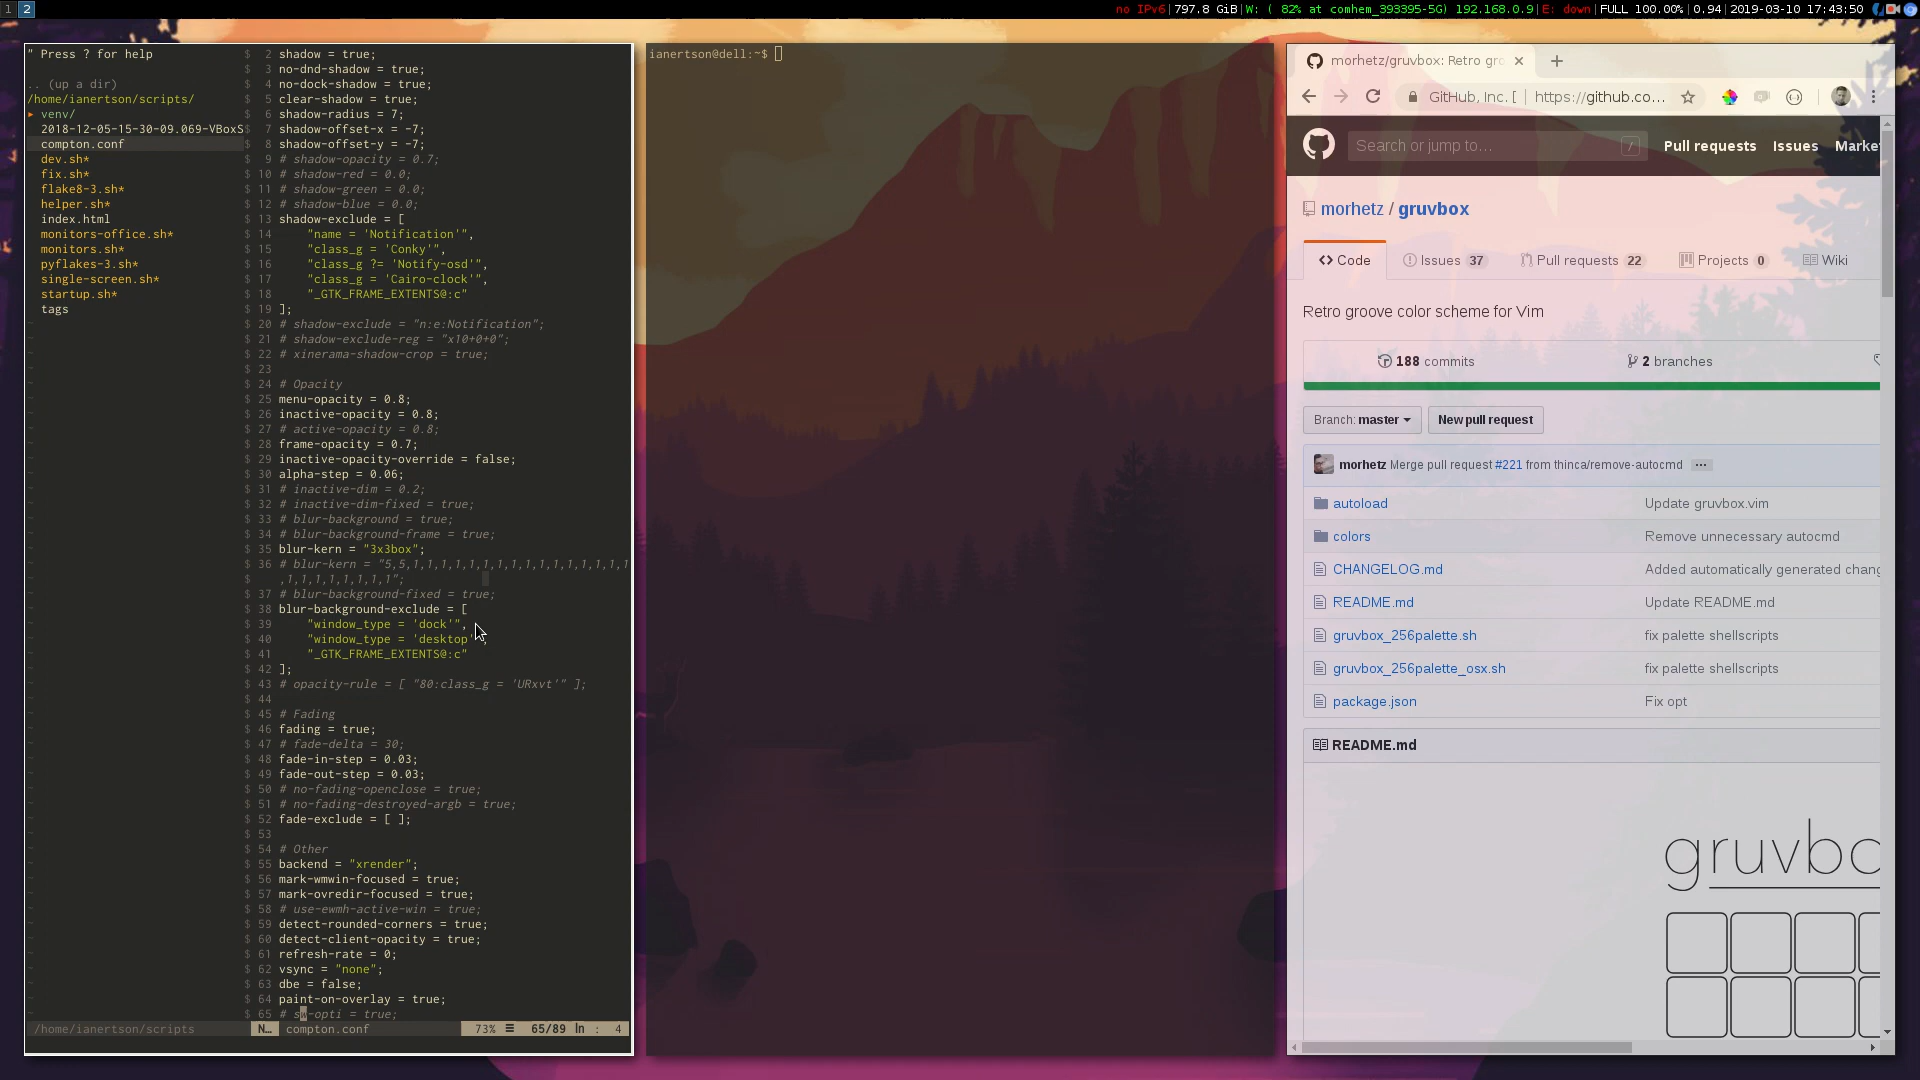 1 2
no IPv6|797.8 GiB|W: ( 82% at comhem_393395-5G) 192.168.0.9|E: down|FULL 100.00%|0.94|2019-03-10 17:43:50
" Press ? for help
.. (up a dir)
/home/ianertson/scripts/
▸ venv/
2018-12-05-15-30-09.069-VBoxS
compton.conf
dev.sh*
fix.sh*
flake8-3.sh*
helper.sh*
index.html
monitors-office.sh*
monitors.sh*
pyflakes-3.sh*
single-screen.sh*
startup.sh*
tags
/home/ianertson/scripts
$ 2 shadow = true;
$ 3 no-dnd-shadow = true;
$ 4 no-dock-shadow = true;
$ 5 clear-shadow = true;
$ 6 shadow-radius = 7;
$ 7 shadow-offset-x = -7;
$ 8 shadow-offset-y = -7;
$ 9 # shadow-opacity = 0.7;
$ 10 # shadow-red = 0.0;
$ 11 # shadow-green = 0.0;
$ 12 # shadow-blue = 0.0;
$ 13 shadow-exclude = [
$ 14 "name = 'Notification'",
$ 15 "class_g = 'Conky'",
$ 16 "class_g ?= 'Notify-osd'",
$ 17 "class_g = 'Cairo-clock'",
$ 18 "_GTK_FRAME_EXTENTS@:c"
$ 19 ];
$ 20 # shadow-exclude = "n:e:Notification";
$ 21 # shadow-exclude-reg = "x10+0+0";
$ 22 # xinerama-shadow-crop = true;
$ 23
$ 24 # Opacity
$ 25 menu-opacity = 0.8;
$ 26 inactive-opacity = 0.8;
$ 27 # active-opacity = 0.8;
$ 28 frame-opacity = 0.7;
$ 29 inactive-opacity-override = false;
$ 30 alpha-step = 0.06;
$ 31 # inactive-dim = 0.2;
$ 32 # inactive-dim-fixed = true;
$ 33 # blur-background = true;
$ 34 # blur-background-frame = true;
$ 35 blur-kern = "3x3box";
$ 36 # blur-kern = "5,5,1,1,1,1,1,1,1,1,1,1,1,1,1,1,1,1
$ ,1,1,1,1,1,1,1,1";
$ 37 # blur-background-fixed = true;
$ 38 blur-background-exclude = [
$ 39 "window_type = 'dock'",
$ 40 "window_type = 'desktop'",
$ 41 "_GTK_FRAME_EXTENTS@:c"
$ 42 ];
$ 43 # opacity-rule = [ "80:class_g = 'URxvt'" ];
$ 44
$ 45 # Fading
$ 46 fading = true;
$ 47 # fade-delta = 30;
$ 48 fade-in-step = 0.03;
$ 49 fade-out-step = 0.03;
$ 50 # no-fading-openclose = true;
$ 51 # no-fading-destroyed-argb = true;
$ 52 fade-exclude = [ ];
$ 53
$ 54 # Other
$ 55 backend = "xrender";
$ 56 mark-wmwin-focused = true;
$ 57 mark-ovredir-focused = true;
$ 58 # use-ewmh-active-win = true;
$ 59 detect-rounded-corners = true;
$ 60 detect-client-opacity = true;
$ 61 refresh-rate = 0;
$ 62 vsync = "none";
$ 63 dbe = false;
$ 64 paint-on-overlay = true;
$ 65 # sw-opti = true;
N… compton.conf 73% ☰ 65/89 ln : 4
ianertson@dell:~$
morhetz/gruvbox: Retro gro
GitHub, Inc. [ | https://github.co...
Search or jump to… / Pull requests Issues Marke
morhetz / gruvbox
Code Issues 37 Pull requests 22 Projects 0 Wiki
Retro groove color scheme for Vim
188 commits 2 branches
Branch: master New pull request
morhetz Merge pull request #221 from thinca/remove-autocmd …
autoload Update gruvbox.vim
colors Remove unnecessary autocmd
CHANGELOG.md Added automatically generated chang
README.md Update README.md
gruvbox_256palette.sh fix palette shellscripts
gruvbox_256palette_osx.sh fix palette shellscripts
package.json Fix opt
README.md
gruvbo